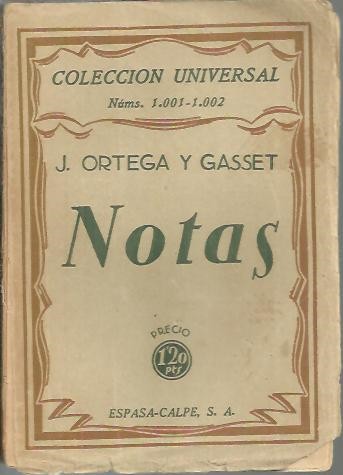 COLECCION UNIVERSAL
Núms. 1.001-1.002
J. ORTEGA Y GASSET
Notas
PRECIO
1'20
pts
ESPASA-CALPE, S. A.